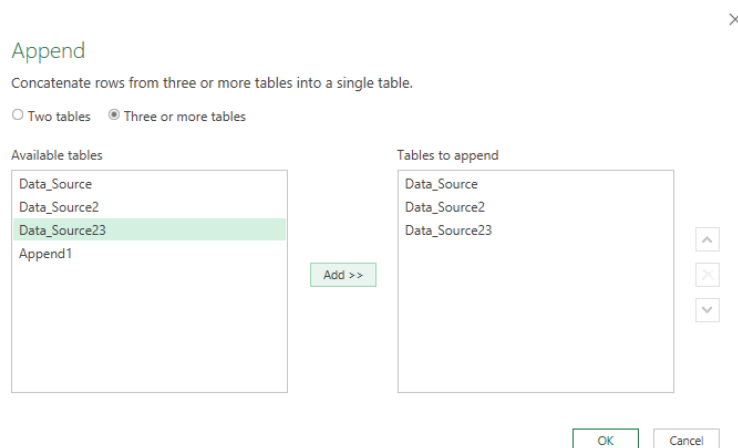 Append
Concatenate rows from three or more tables into a single table.
Two tables Three or more tables
Available tables
Data_Source
Data_Source2
Data_Source23
Append1
Add >>
Tables to append
Data_Source
Data_Source2
Data_Source23
OK Cancel